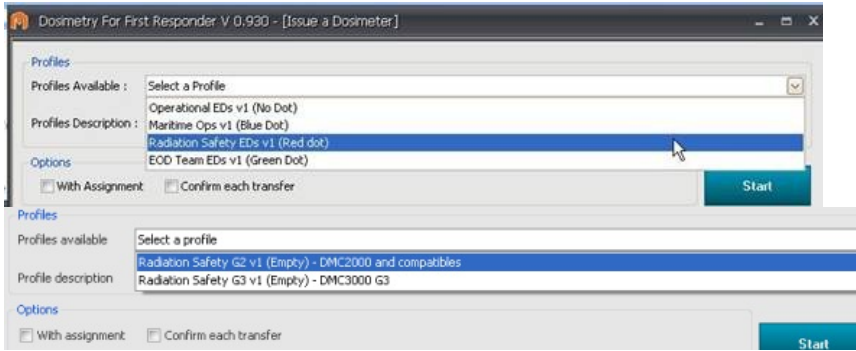 Dosimetry For First Responder V 0.930 - [Issue a Dosimeter]
Profiles
Profiles Available : Select a Profile
Operational EDs v1 (No Dot)
Profiles Description : Maritime Ops v1 (Blue Dot)
Radiation Safety EDs v1 (Red dot)
Options EOD Team EDs v1 (Green Dot)
With Assignment Confirm each transfer Start
Profiles
Profiles available Select a profile
Radiation Safety G2 v1 (Empty) - DMC2000 and compatibles
Profile description Radiation Safety G3 v1 (Empty) - DMC3000 G3
Options
With assignment Confirm each transfer Start